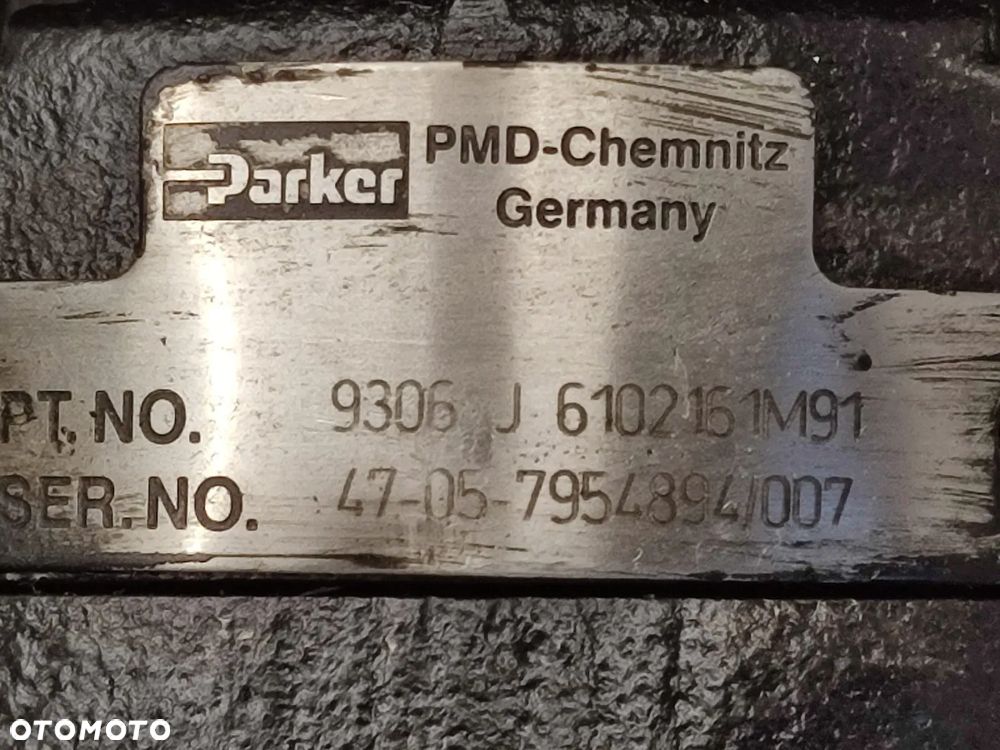 Parker
PMD-Chemnitz
Germany
PT. NO. 9306 J 6102161M91
SER. NO. 47-05-7954894/007
OTOMOTO